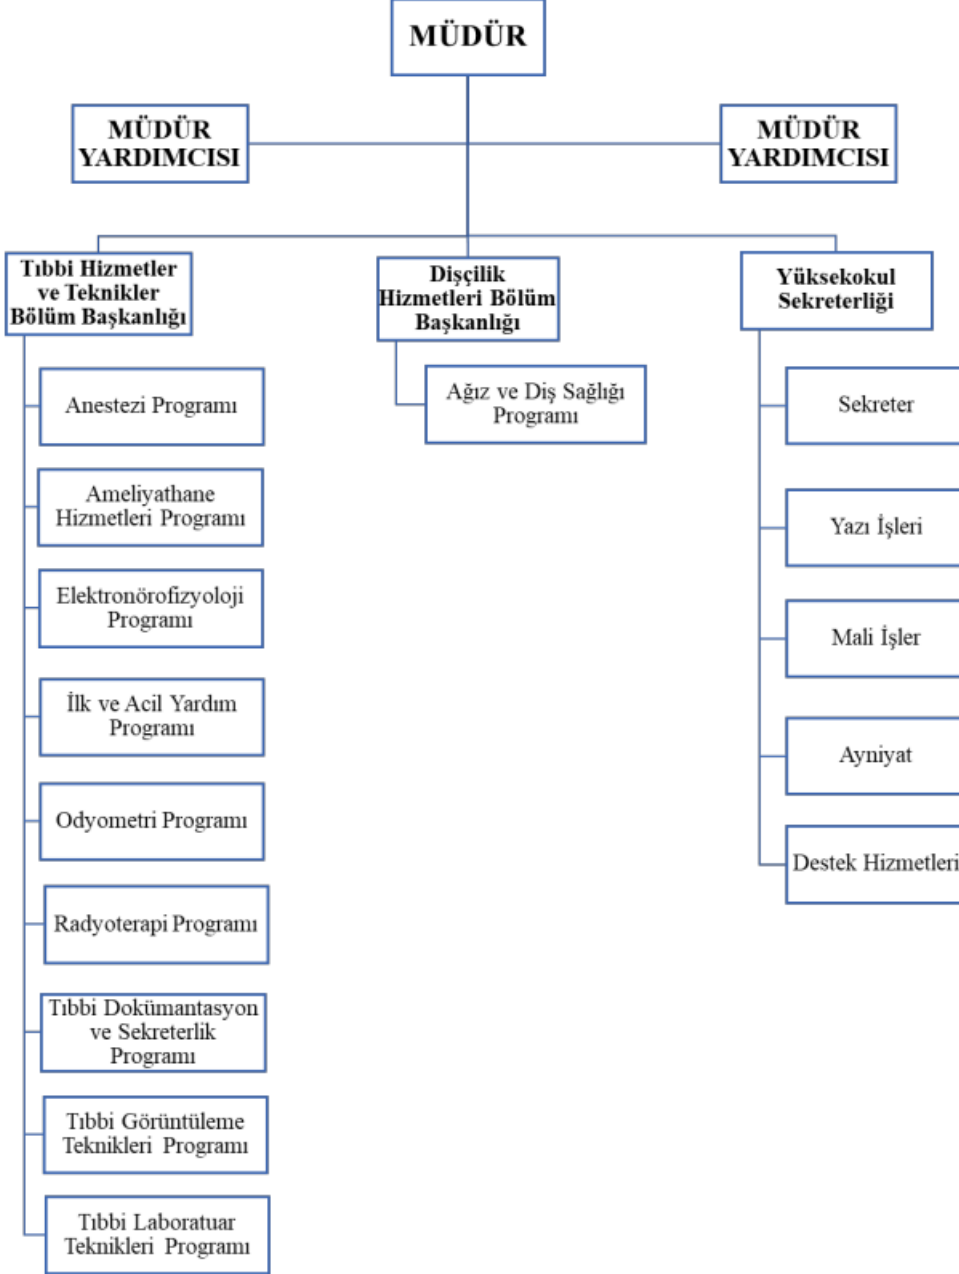 MÜDÜR
MÜDÜR
YARDIMCISI
MÜDÜR
YARDIMCISI
Tıbbi Hizmetler
ve Teknikler
Bölüm Başkanlığı
Dişçilik
Hizmetleri Bölüm
Başkanlığı
Yüksekokul
Sekreterliği
Anestezi Programı
Ameliyathane
Hizmetleri Programı
Elektronörofizyoloji
Programı
İlk ve Acil Yardım
Programı
Odyometri Programı
Radyoterapi Programı
Tıbbi Dokümantasyon
ve Sekreterlik
Programı
Tıbbi Görüntüleme
Teknikleri Programı
Tıbbi Laboratuar
Teknikleri Programı
Ağız ve Diş Sağlığı
Programı
Sekreter
Yazı İşleri
Mali İşler
Ayniyat
Destek Hizmetleri